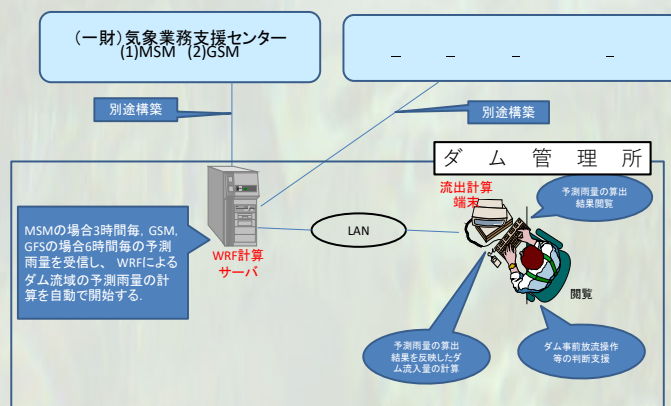 （一財）気象業務支援センター
(1)MSM (2)GSM
別途構築
別途構築
ダム管理所
流出計算
端末
予測雨量の算出
結果閲覧
MSMの場合3時間毎, GSM,
GFSの場合6時間毎の予測
雨量を受信し、 WRFによる
ダム流域の予測雨量の計
算を自動で開始する.
WRF計算
サーバ
LAN
閲覧
予測雨量の算出
結果を反映したダ
ム流入量の計算
ダム事前放流操作
等の判断支援